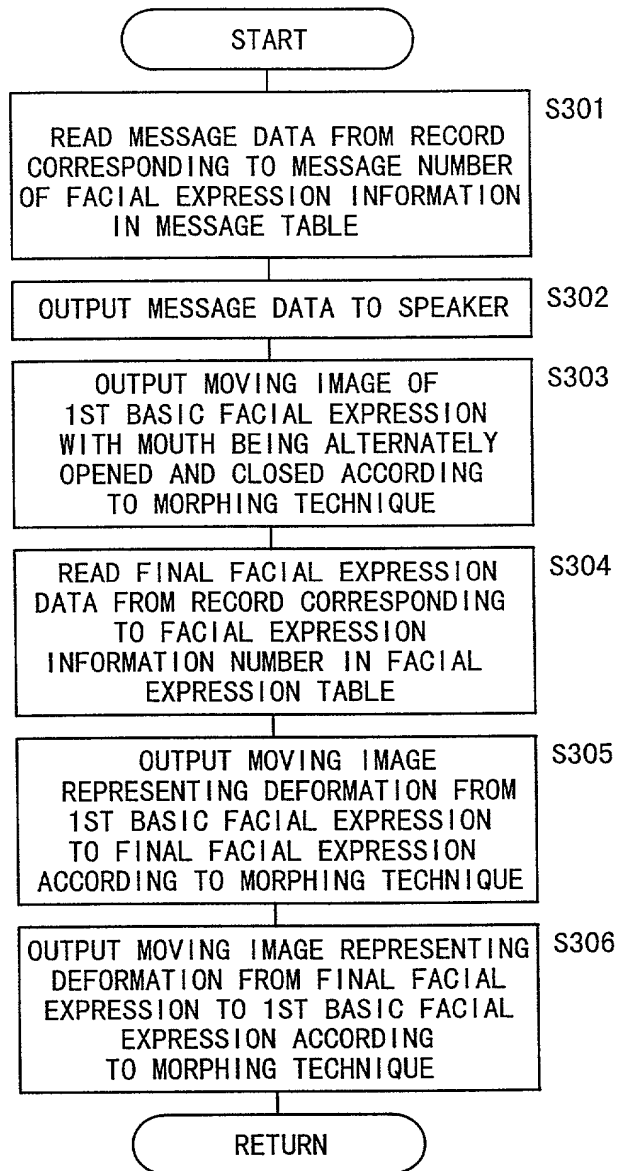 START
S301
READ MESSAGE DATA FROM RECORD
CORRESPONDING TO MESSAGE NUMBER
OF FACIAL EXPRESSION INFORMATION
IN MESSAGE TABLE
S302
OUTPUT MESSAGE DATA TO SPEAKER
S303
OUTPUT MOVING IMAGE OF
1ST BASIC FACIAL EXPRESSION
WITH MOUTH BEING ALTERNATELY
OPENED AND CLOSED ACCORDING
TO MORPHING TECHNIQUE
S304
READ FINAL FACIAL EXPRESSION
DATA FROM RECORD CORRESPONDING
TO FACIAL EXPRESSION
INFORMATION NUMBER IN FACIAL
EXPRESSION TABLE
S305
OUTPUT MOVING IMAGE
REPRESENTING DEFORMATION FROM
1ST BASIC FACIAL EXPRESSION
TO FINAL FACIAL EXPRESSION
ACCORDING TO MORPHING TECHNIQUE
S306
OUTPUT MOVING IMAGE REPRESENTING
DEFORMATION FROM FINAL FACIAL
EXPRESSION TO 1ST BASIC FACIAL
EXPRESSION ACCORDING
TO MORPHING TECHNIQUE
RETURN